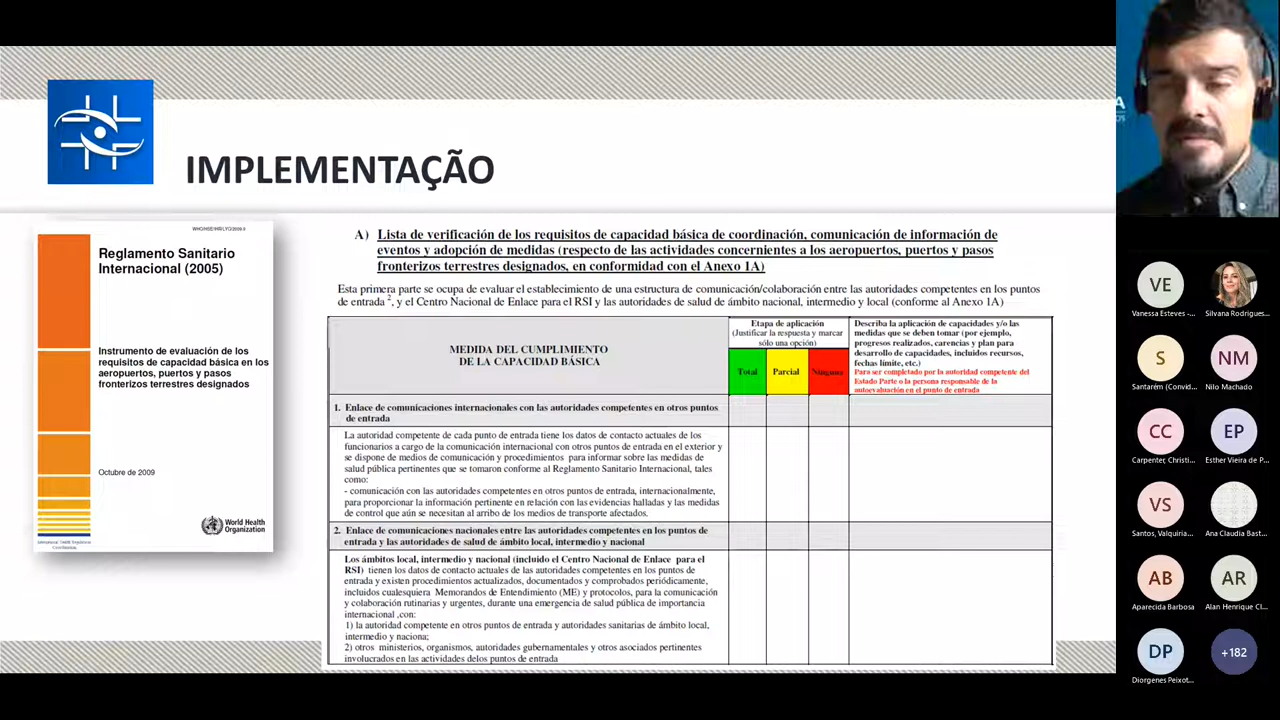 IMPLEMENTAÇÃO
WHO/HSE/IHR/LYO/2009.9
Reglamento Sanitario
Internacional (2005)
Instrumento de evaluación de los
requisitos de capacidad básica en los
aeropuertos, puertos y pasos
fronterizos terrestres designados
Octubre de 2009
World Health
Organization
A) Lista de verificación de los requisitos de capacidad básica de coordinación, comunicación de información de
eventos y adopción de medidas (respecto de las actividades concernientes a los aeropuertos, puertos y pasos
fronterizos terrestres designados, en conformidad con el Anexo 1A)
Esta primera parte se ocupa de evaluar el establecimiento de una estructura de comunicación/colaboración entre las autoridades competentes en los puntos
de entrada 2, y el Centro Nacional de Enlace para el RSI y las autoridades de salud de ámbito nacional, intermedio y local (conforme al Anexo 1A)
MEDIDA DEL CUMPLIMIENTO
DE LA CAPACIDAD BÁSICA
Etapa de aplicación
(Justificar la respuesta y marcar
sólo una opción)
Total
Parcial
Ninguna
Describa la aplicación de capacidades y/o las
medidas que se deben tomar (por ejemplo,
progresos realizados, carencias y plan para
desarrollo de capacidades, incluidos recursos,
fechas límite, etc.)
Para ser completado por la autoridad competente del
Estado Parte o la persona responsable de la
autoevaluación en el punto de entrada
1. Enlace de comunicaciones internacionales con las autoridades competentes en otros puntos
de entrada
La autoridad competente de cada punto de entrada tiene los datos de contacto actuales de los
funcionarios a cargo de la comunicación internacional con otros puntos de entrada en el exterior y
se dispone de medios de comunicación y procedimientos para informar sobre las medidas de
salud pública pertinentes que se tomaron conforme al Reglamento Sanitario Internacional, tales
como:
- comunicación con las autoridades competentes en otros puntos de entrada, internacionalmente,
para proporcionar la información pertinente en relación con las evidencias halladas y las medidas
de control que aún se necesitan al arribo de los medios de transporte afectados.
2. Enlace de comunicaciones nacionales entre las autoridades competentes en los puntos de
entrada y las autoridades de salud de ámbito local, intermedio y nacional
Los ámbitos local, intermedio y nacional (incluido el Centro Nacional de Enlace para el
RSI) tienen los datos de contacto actuales de las autoridades competentes en los puntos de
entrada y existen procedimientos actualizados, documentados y comprobados periódicamente,
incluidos cualesquiera Memorandos de Entendimiento (ME) y protocolos, para la comunicación
y colaboración rutinarias y urgentes, durante una emergencia de salud pública de importancia
internacional ,con:
1) la autoridad competente en otros puntos de entrada y autoridades sanitarias de ámbito local,
intermedio y naciona;
2) otros ministerios, organismos, autoridades gubernamentales y otros asociados pertinentes
involucrados en las actividades delos puntos de entrada
VE
Vanessa Esteves -...
Silvana Rodrigues...
S
Santarém (Convid...
NM
Nilo Machado
CC
Carpenter, Christi...
EP
Esther Vieira de P...
VS
Santos, Valquiria...
Ana Claudia Bast...
AB
Aparecida Barbosa
AR
Alan Henrique Cl...
DP
Diorgenes Peixot...
+182